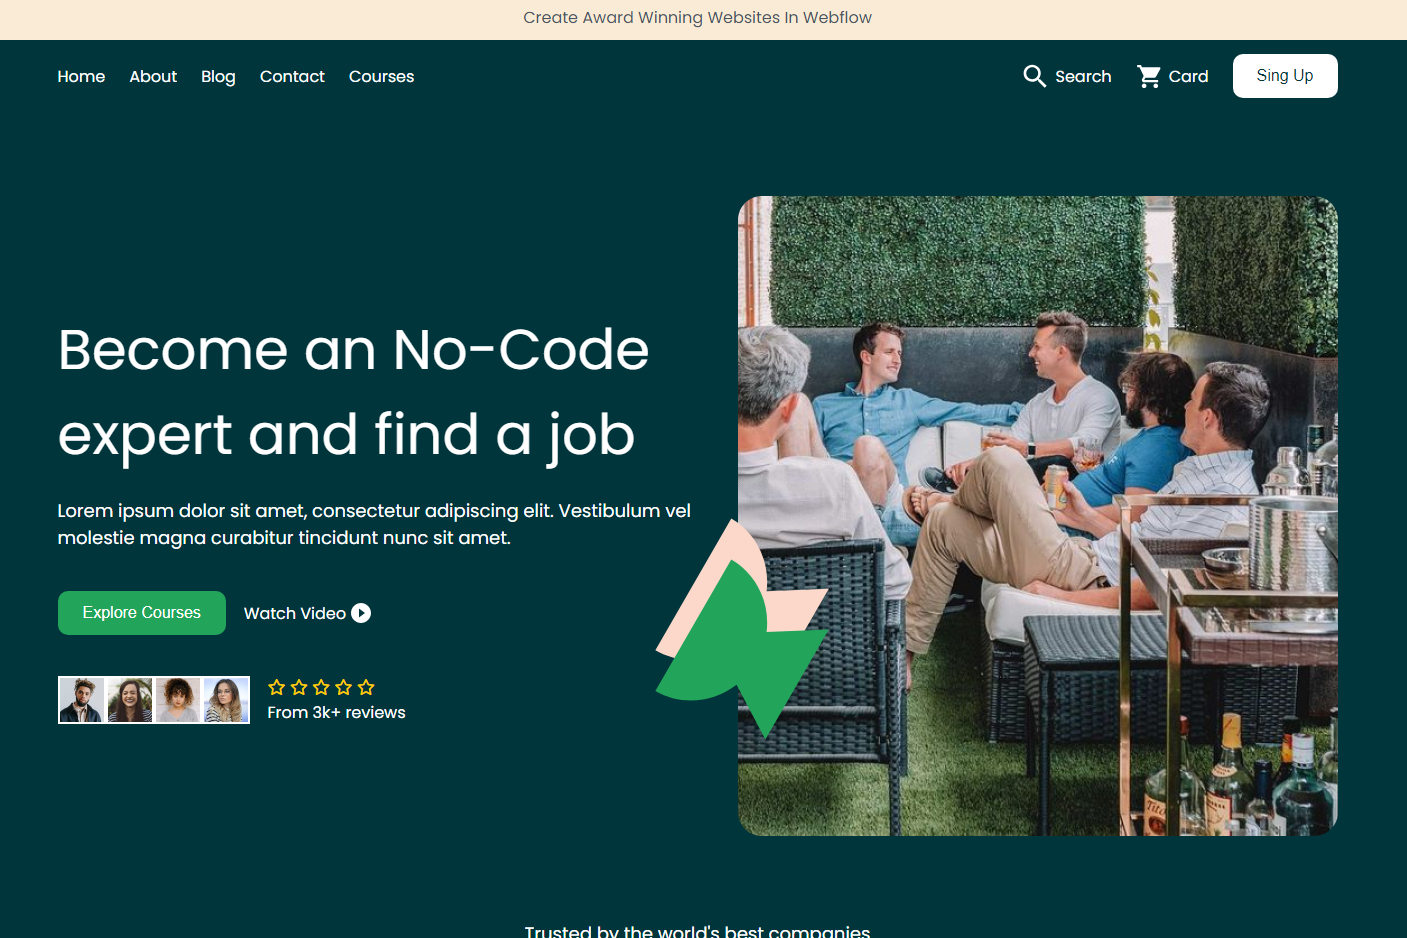 Create Award Winning Websites In Webflow
Home About Blog Contact Courses Search Card Sing Up
Become an No-Code
expert and find a job
Lorem ipsum dolor sit amet, consectetur adipiscing elit. Vestibulum vel
molestie magna curabitur tincidunt nunc sit amet.
Explore Courses Watch Video
From 3k+ reviews
Trusted by the world's best companies